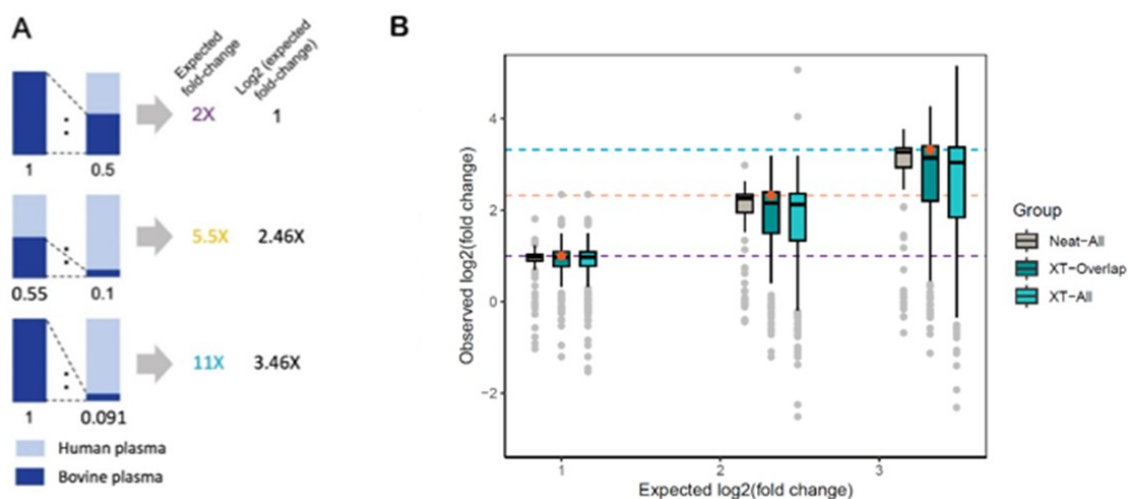 A
Expected
fold-change
Log2 (expected
fold-change)
:
2X
1
1
0.5
:
5.5X
2.46X
0.55
0.1
:
11X
3.46X
1
0.091
Human plasma
Bovine plasma
B
Observed log2(fold change)
4
2
0
−2
1
2
3
Expected log2(fold change)
Group
Neat−All
XT−Overlap
XT−All